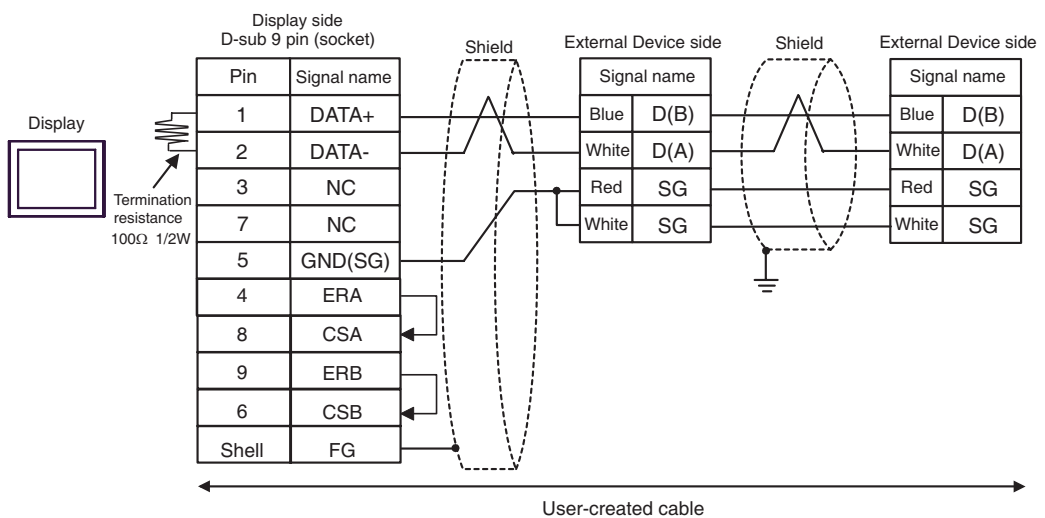 Display side
D-sub 9 pin (socket)
Shield
External Device side
Shield
External Device side
Pin Signal name
Signal name
Signal name
Display
1 DATA+
Blue D(B)
Blue D(B)
2 DATA-
White D(A)
White D(A)
3 NC
Red SG
Red SG
Termination
resistance
100Ω 1/2W
7 NC
White SG
White SG
5 GND(SG)
4 ERA
8 CSA
9 ERB
6 CSB
Shell FG
User-created cable